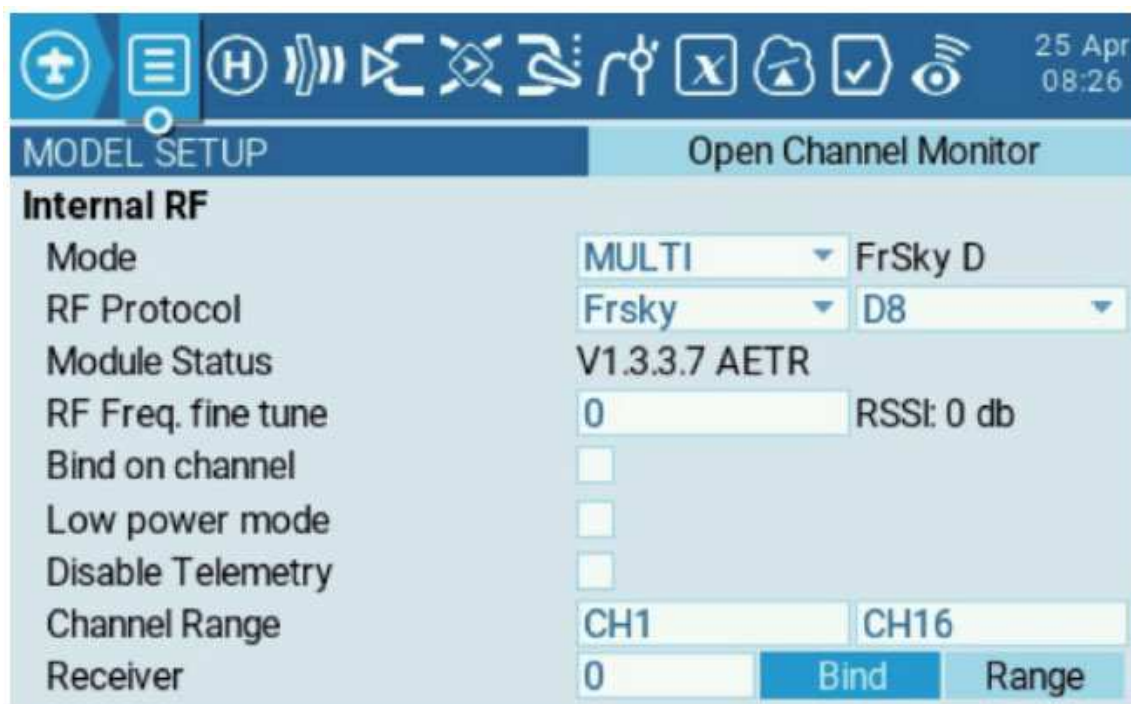 H X 25 Apr
08:26
MODEL SETUP Open Channel Monitor
Internal RF
Mode MULTI FrSky D
RF Protocol Frsky D8
Module Status V1.3.3.7 AETR
RF Freq. fine tune 0 RSSI: 0 db
Bind on channel
Low power mode
Disable Telemetry
Channel Range CH1 CH16
Receiver 0 Bind Range